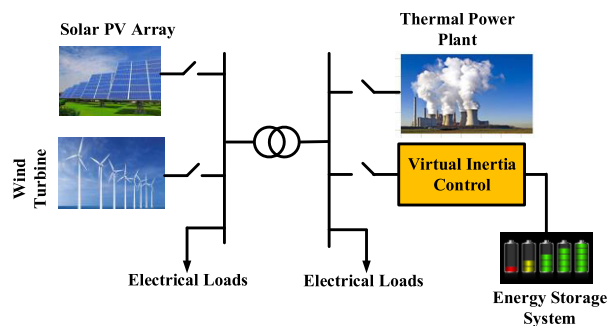 Solar PV Array
Thermal Power
Plant
Wind
Turbine
Virtual Inertia
Control
Electrical Loads
Electrical Loads
Energy Storage
System